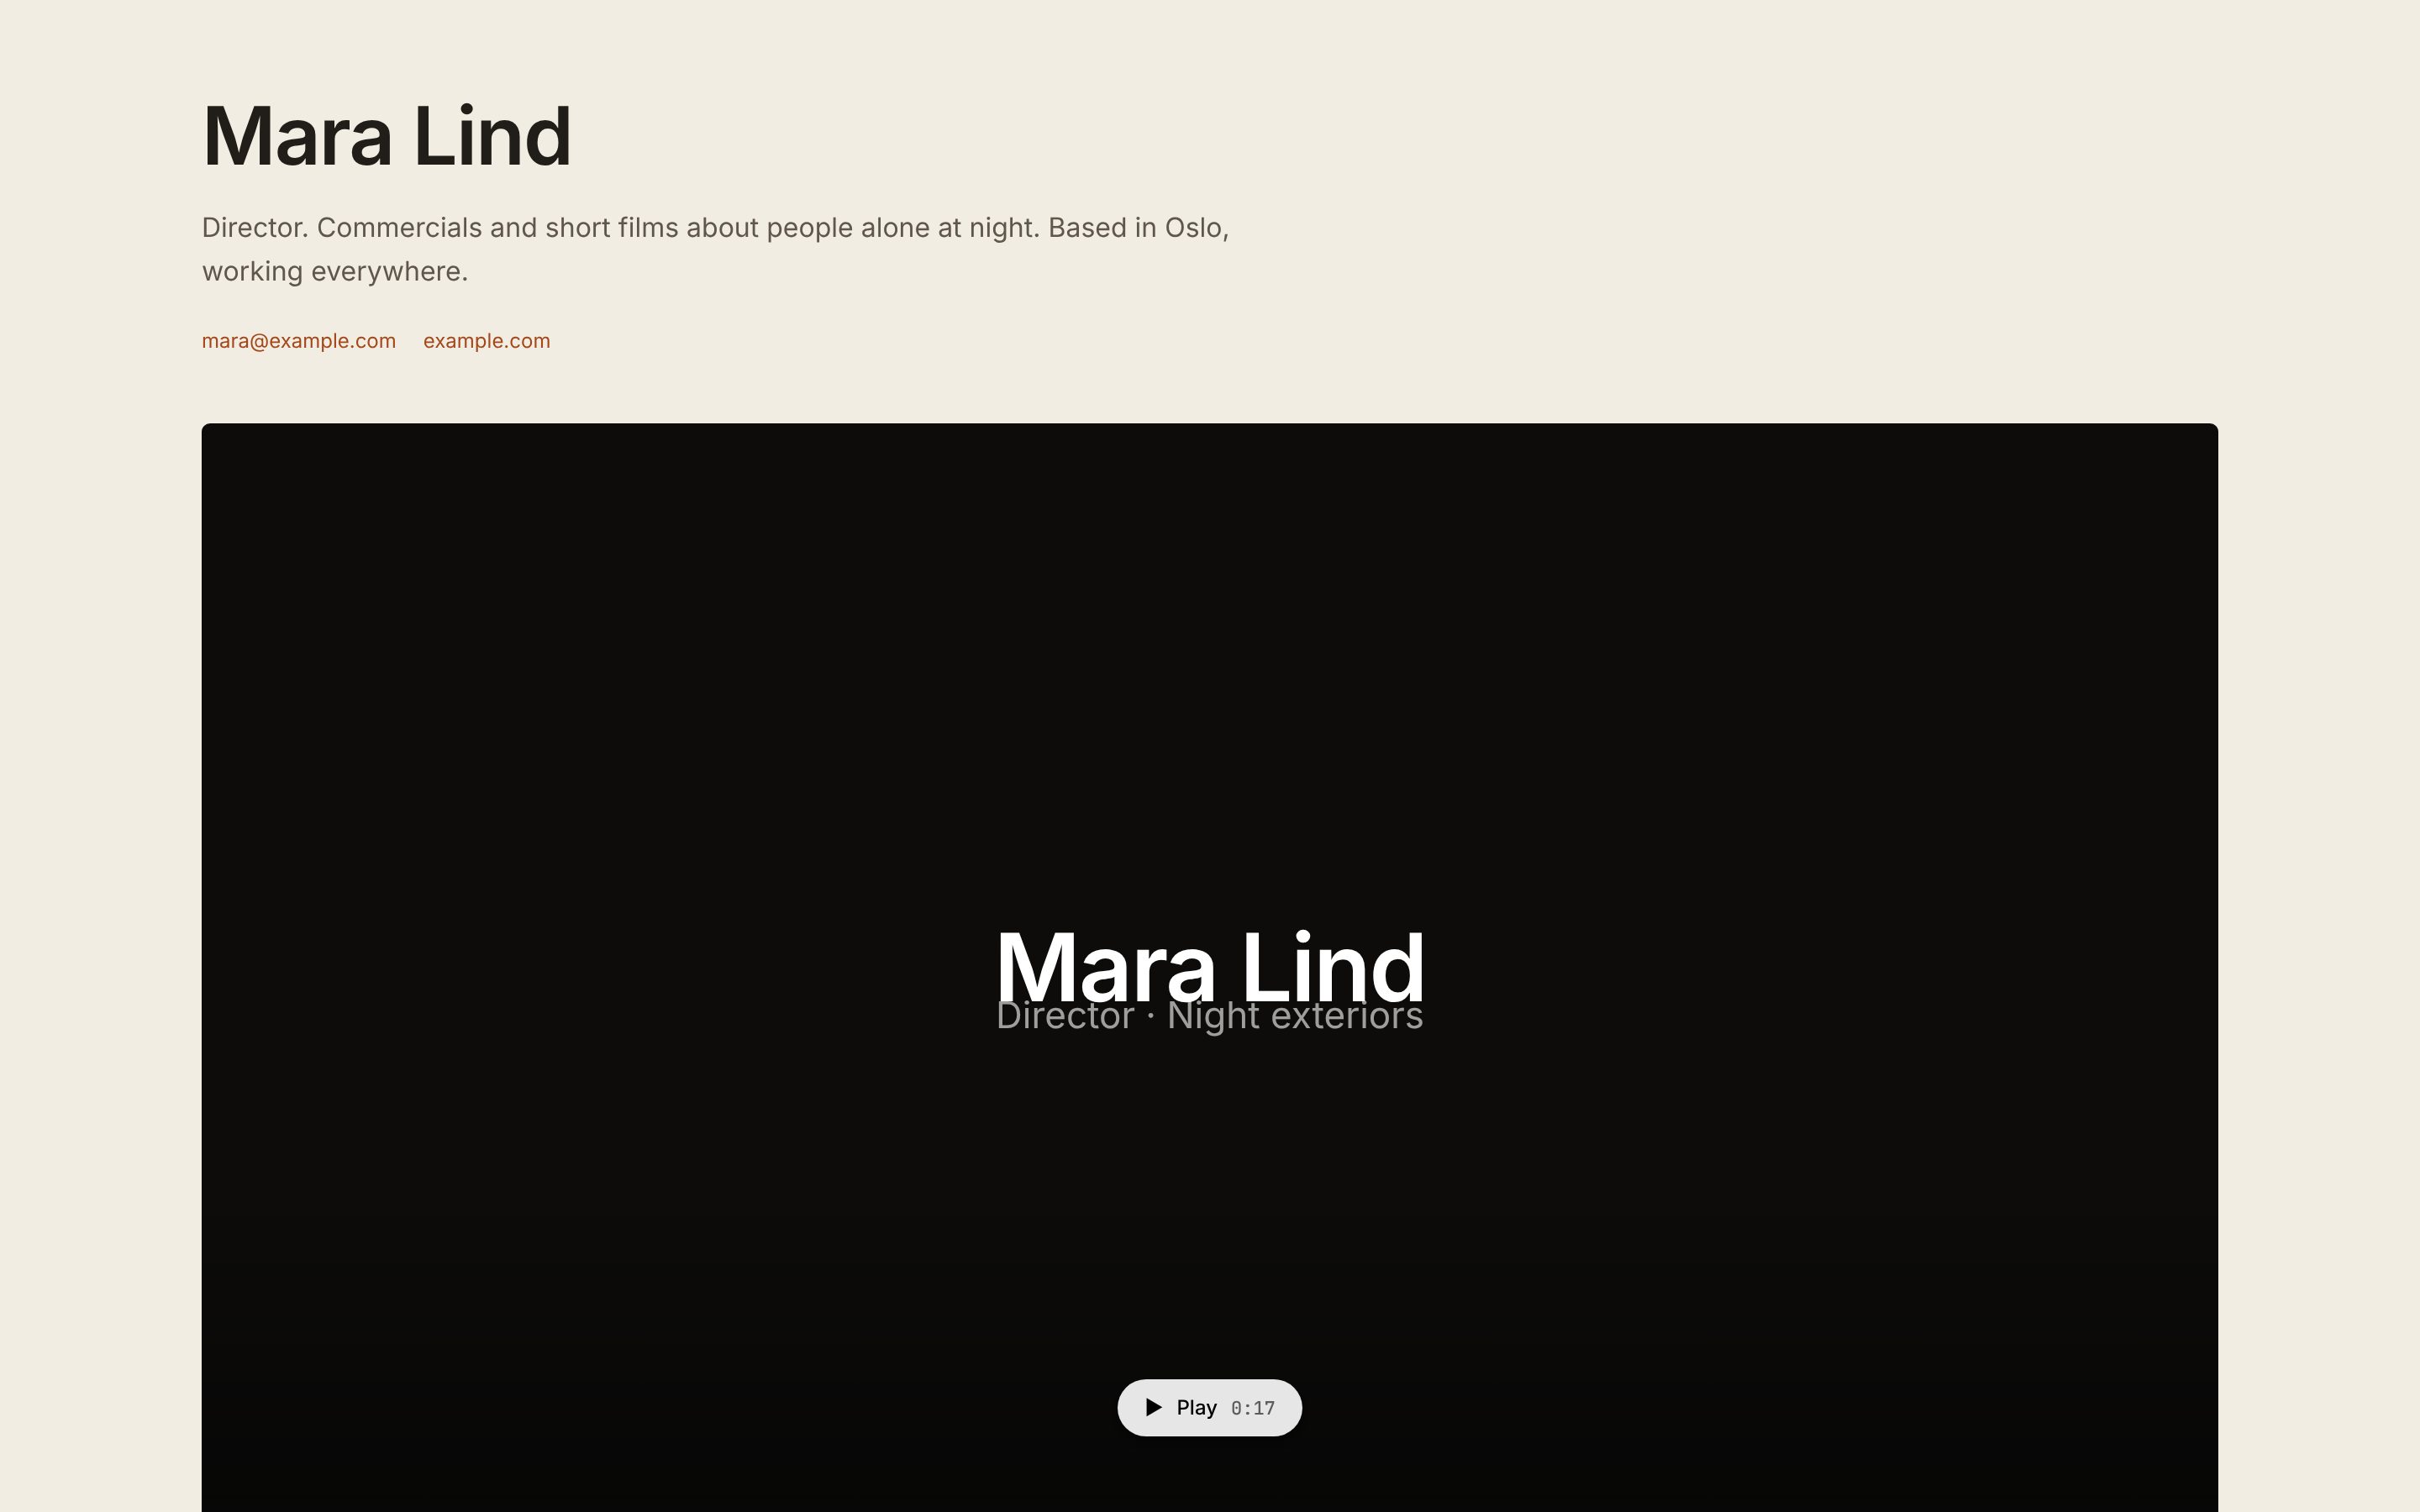 Mara Lind
Director. Commercials and short films about people alone at night. Based in Oslo,
working everywhere.
mara@example.com example.com
Mara Lind
Director · Night exteriors
Play 0:17